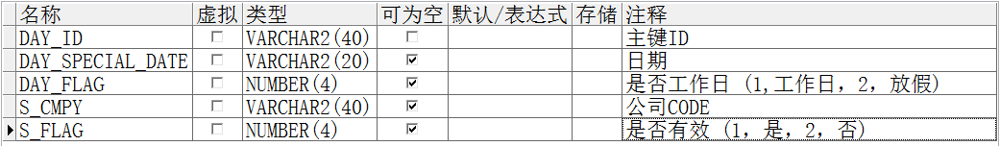 名称 虚拟 类型 可为空 默认/表达式 存储 注释
DAY_ID VARCHAR2(40) 主键ID
DAY_SPECIAL_DATE VARCHAR2(20) 日期
DAY_FLAG NUMBER(4) 是否工作日 (1,工作日，2，放假)
S_CMPY VARCHAR2(40) 公司CODE
S_FLAG NUMBER(4) 是否有效 (1，是，2，否)